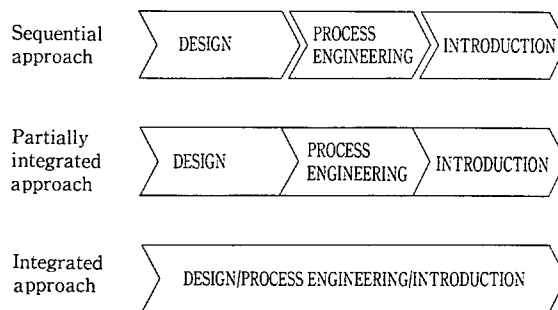 Sequential
approach
DESIGN
PROCESS
ENGINEERING
INTRODUCTION
Partially
integrated
approach
DESIGN
PROCESS
ENGINEERING
INTRODUCTION
Integrated
approach
DESIGN/PROCESS ENGINEERING/INTRODUCTION